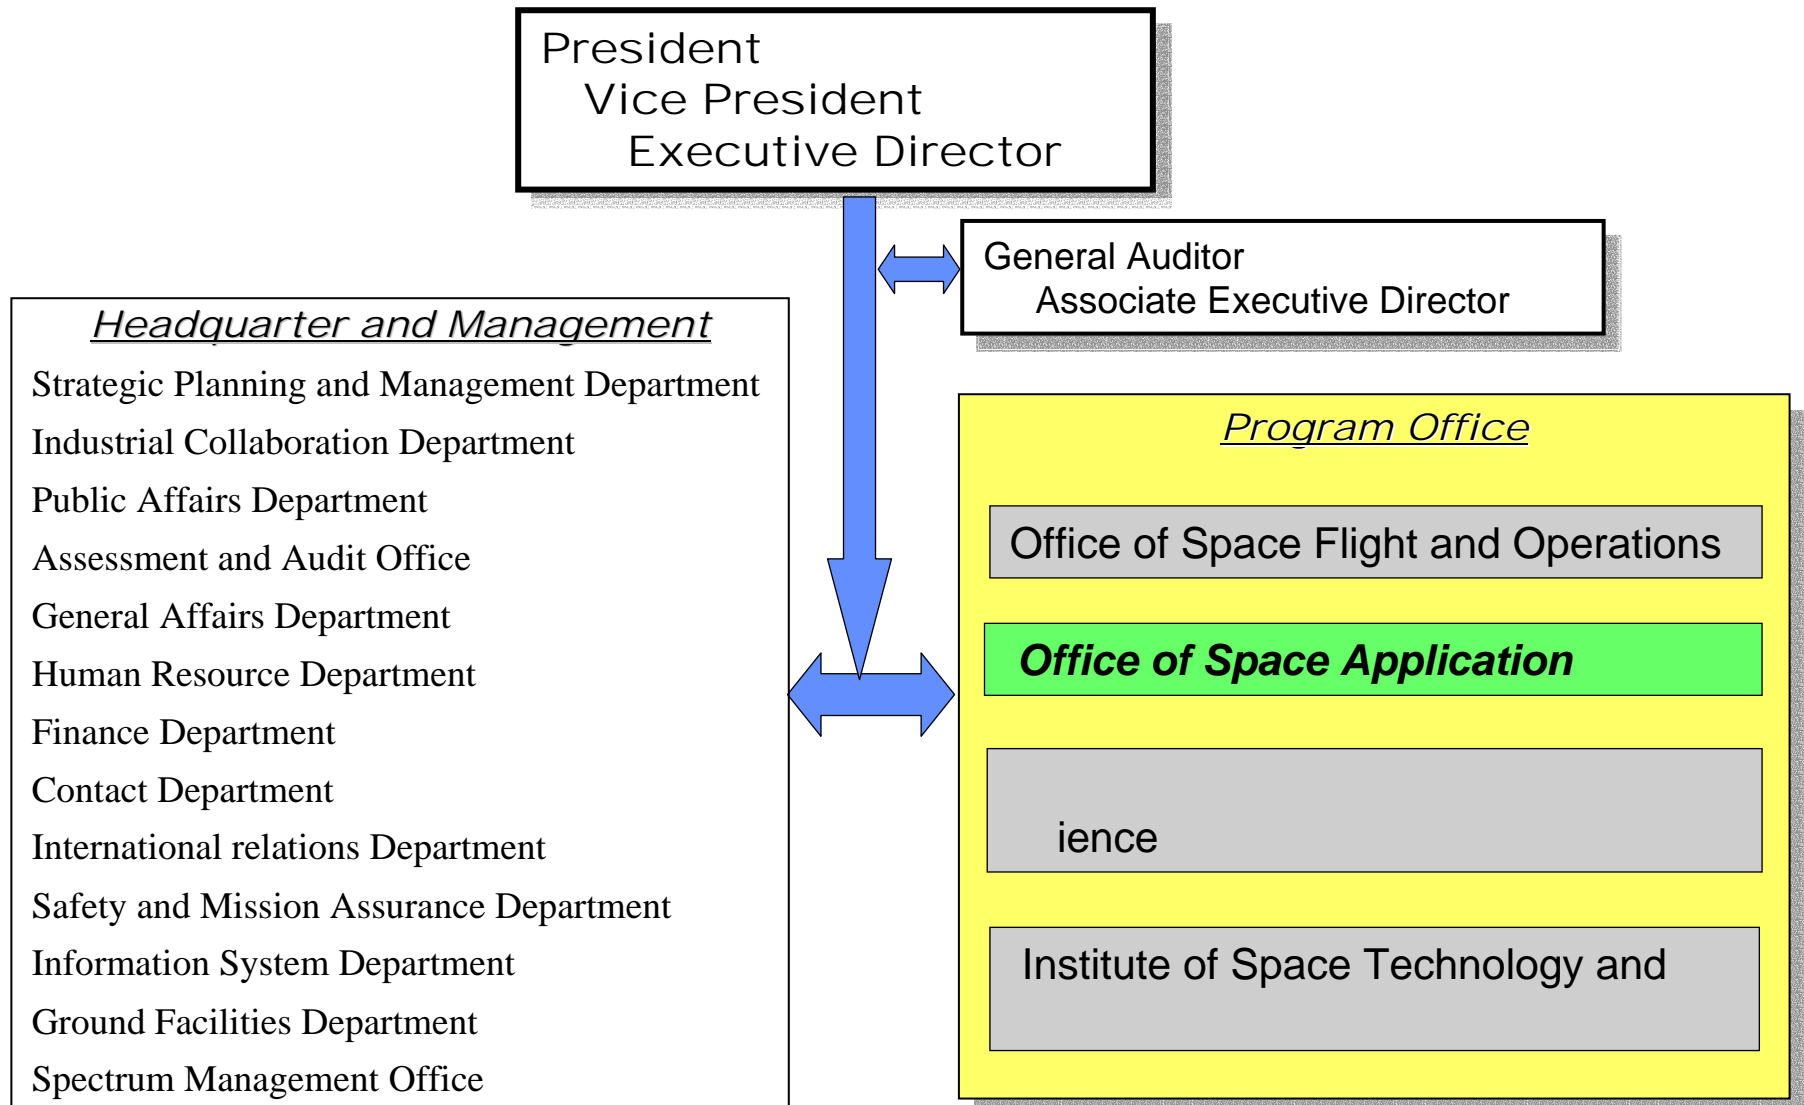 President
Vice President
Executive Director
General Auditor
Associate Executive Director
Headquarter and Management
Strategic Planning and Management Department
Industrial Collaboration Department
Public Affairs Department
Assessment and Audit Office
General Affairs Department
Human Resource Department
Finance Department
Contact Department
International relations Department
Safety and Mission Assurance Department
Information System Department
Ground Facilities Department
Spectrum Management Office
Program Office
Office of Space Flight and Operations
Office of Space Application
ience
Institute of Space Technology and